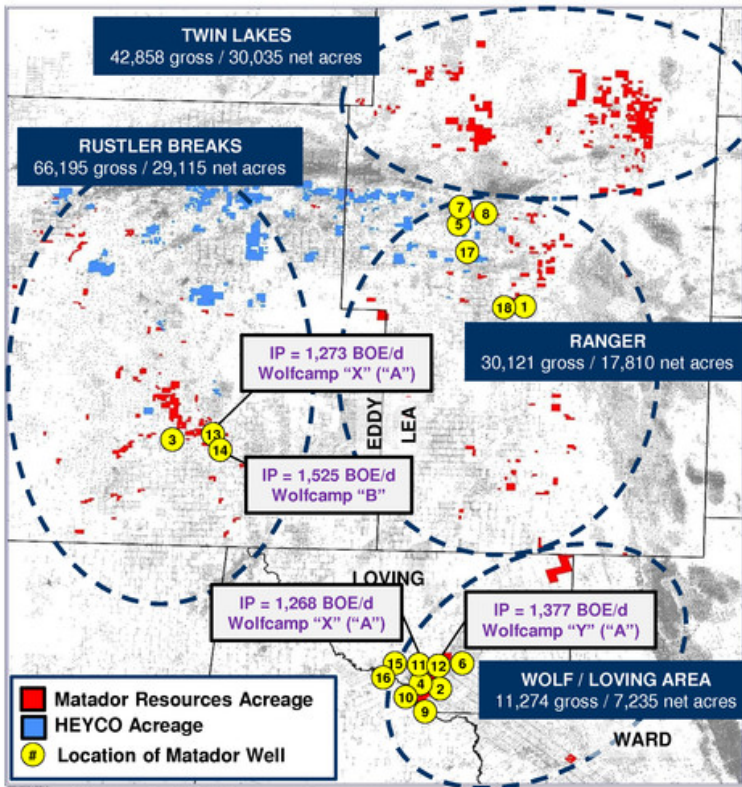 TWIN LAKES
42,858 gross / 30,035 net acres
RUSTLER BREAKS
66,195 gross / 29,115 net acres
7
8
5
17
18
1
RANGER
30,121 gross / 17,810 net acres
IP = 1,273 BOE/d
Wolfcamp “X” (“A”)
EDDY
LEA
3
13
14
IP = 1,525 BOE/d
Wolfcamp “B”
LOVING
IP = 1,268 BOE/d
Wolfcamp “X” (“A”)
IP = 1,377 BOE/d
Wolfcamp “Y” (“A”)
15
11
12
6
16
4
2
10
9
WOLF / LOVING AREA
11,274 gross / 7,235 net acres
WARD
Matador Resources Acreage
HEYCO Acreage
# Location of Matador Well